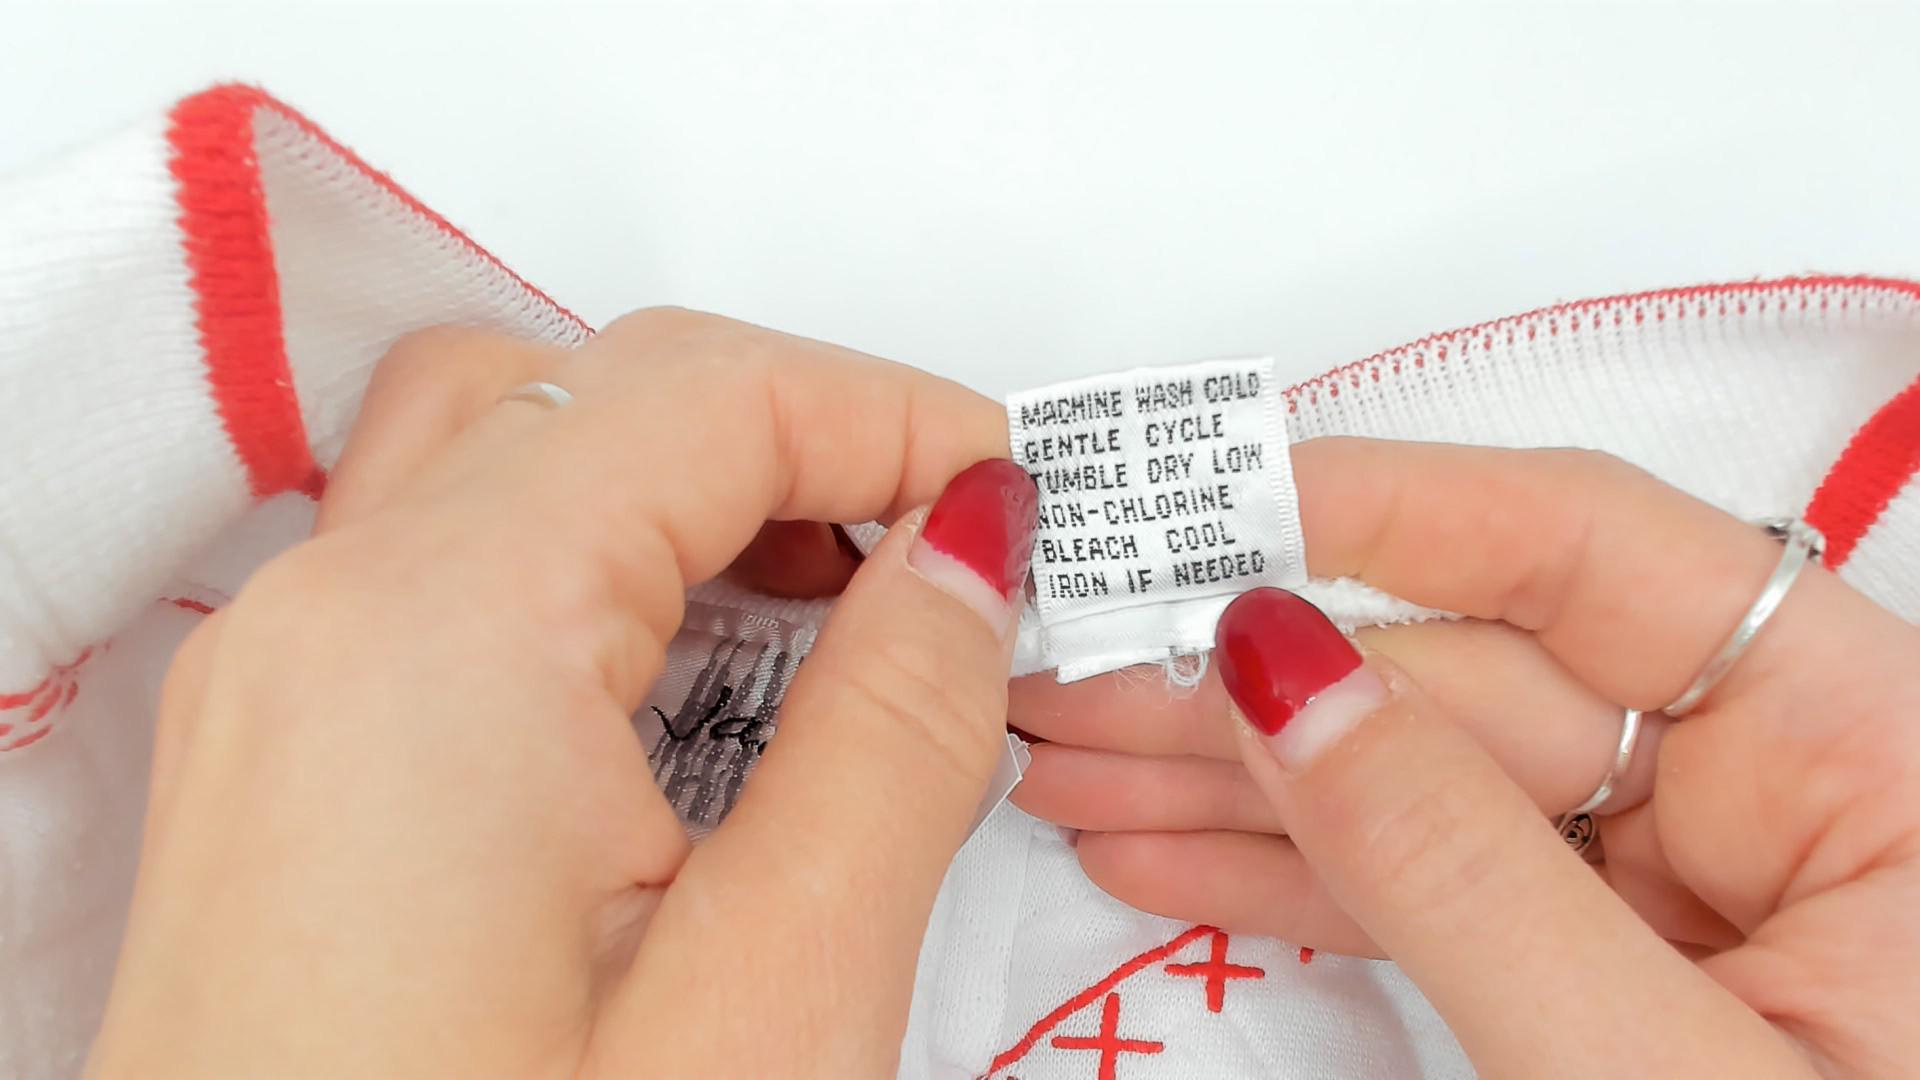 MACHINE WASH COLD
GENTLE CYCLE
TUMBLE DRY LOW
NON-CHLORINE
BLEACH COOL
IRON IF NEEDED